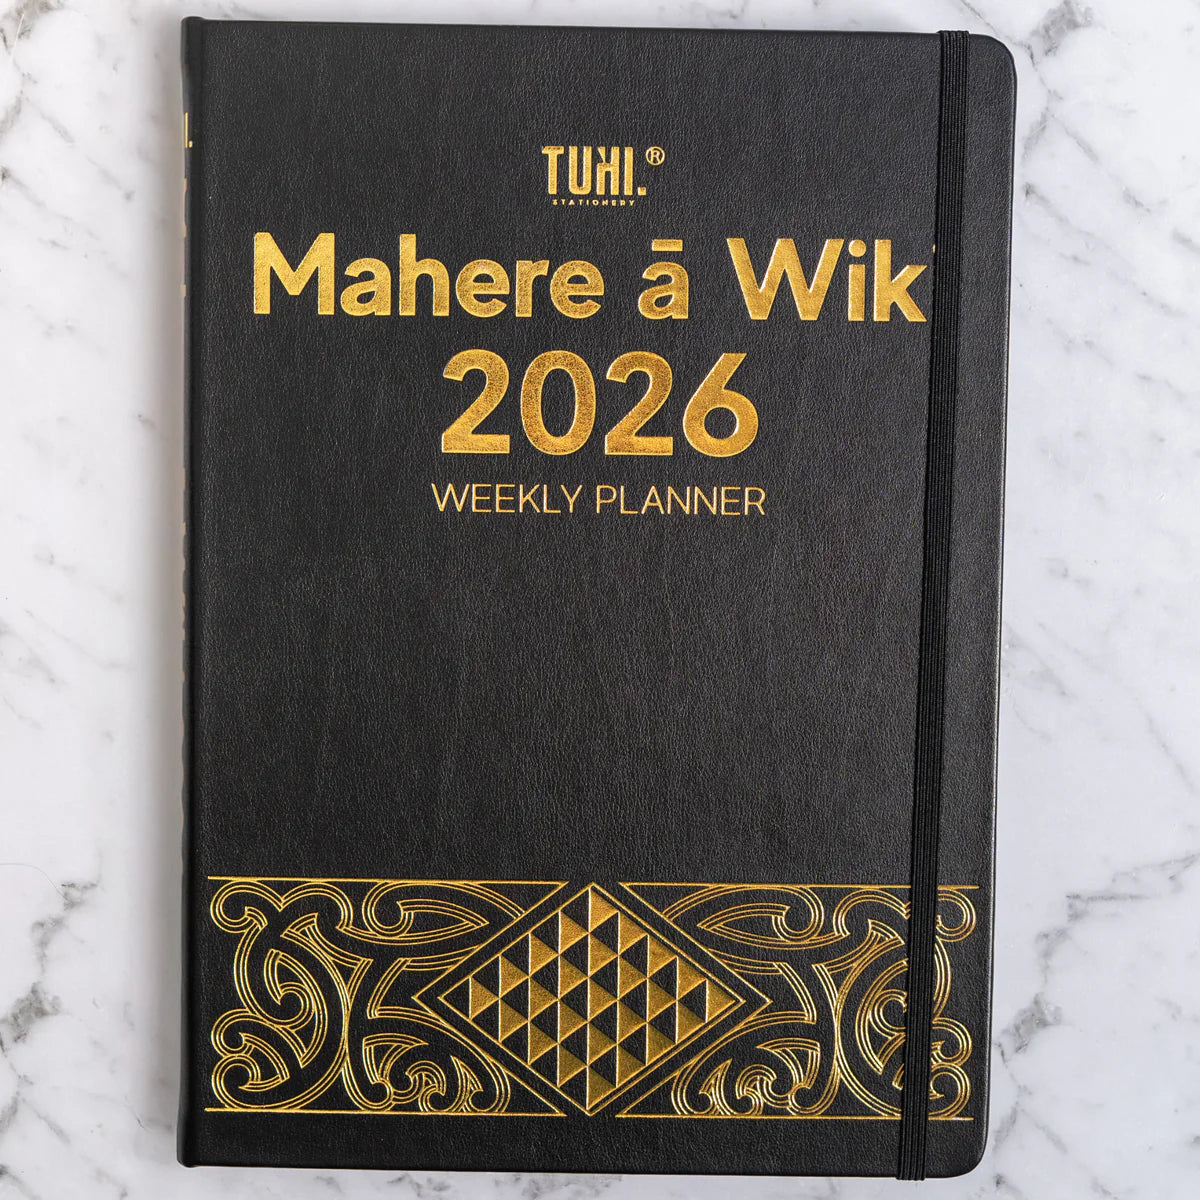 TUHI.®
STATIONERY
Mahere ā Wik
2026
WEEKLY PLANNER